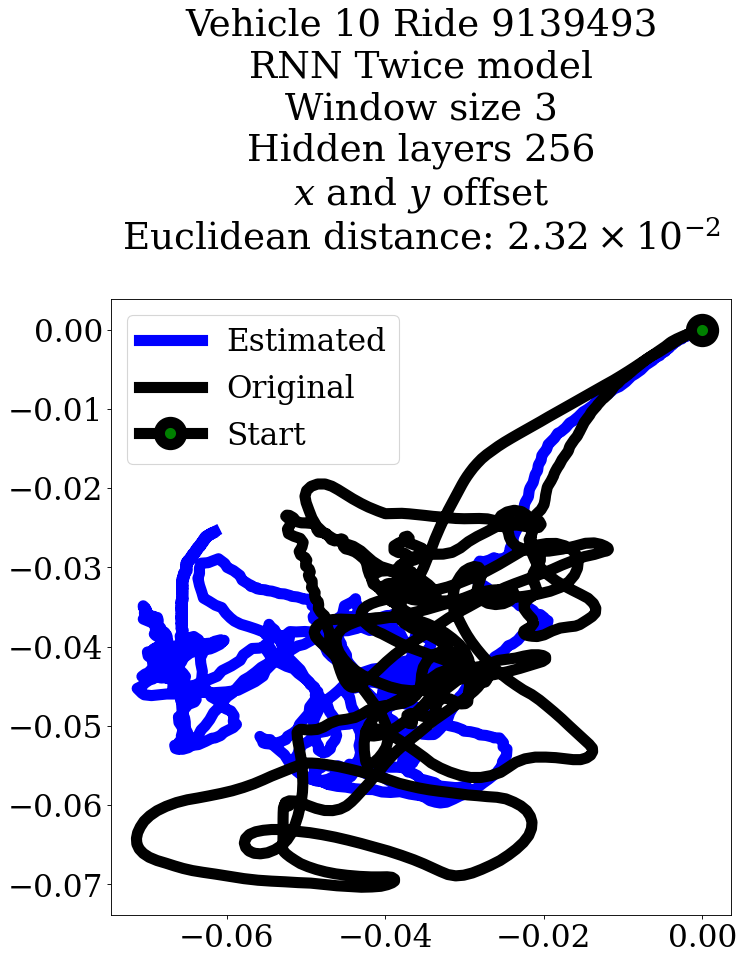 Vehicle 10 Ride 9139493
RNN Twice model
Window size 3
Hidden layers 256
x and y offset
Euclidean distance: 2.32 × 10⁻²
Estimated
Original
Start
0.00
−0.01
−0.02
−0.03
−0.04
−0.05
−0.06
−0.07
−0.06 −0.04 −0.02 0.00